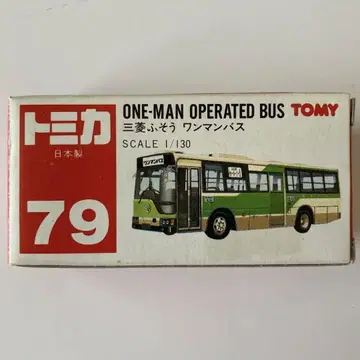 トミカ
日本製
79
ONE-MAN OPERATED BUS
TOMY
三菱ふそう ワンマンバス
SCALE 1/130
ワンマンバス